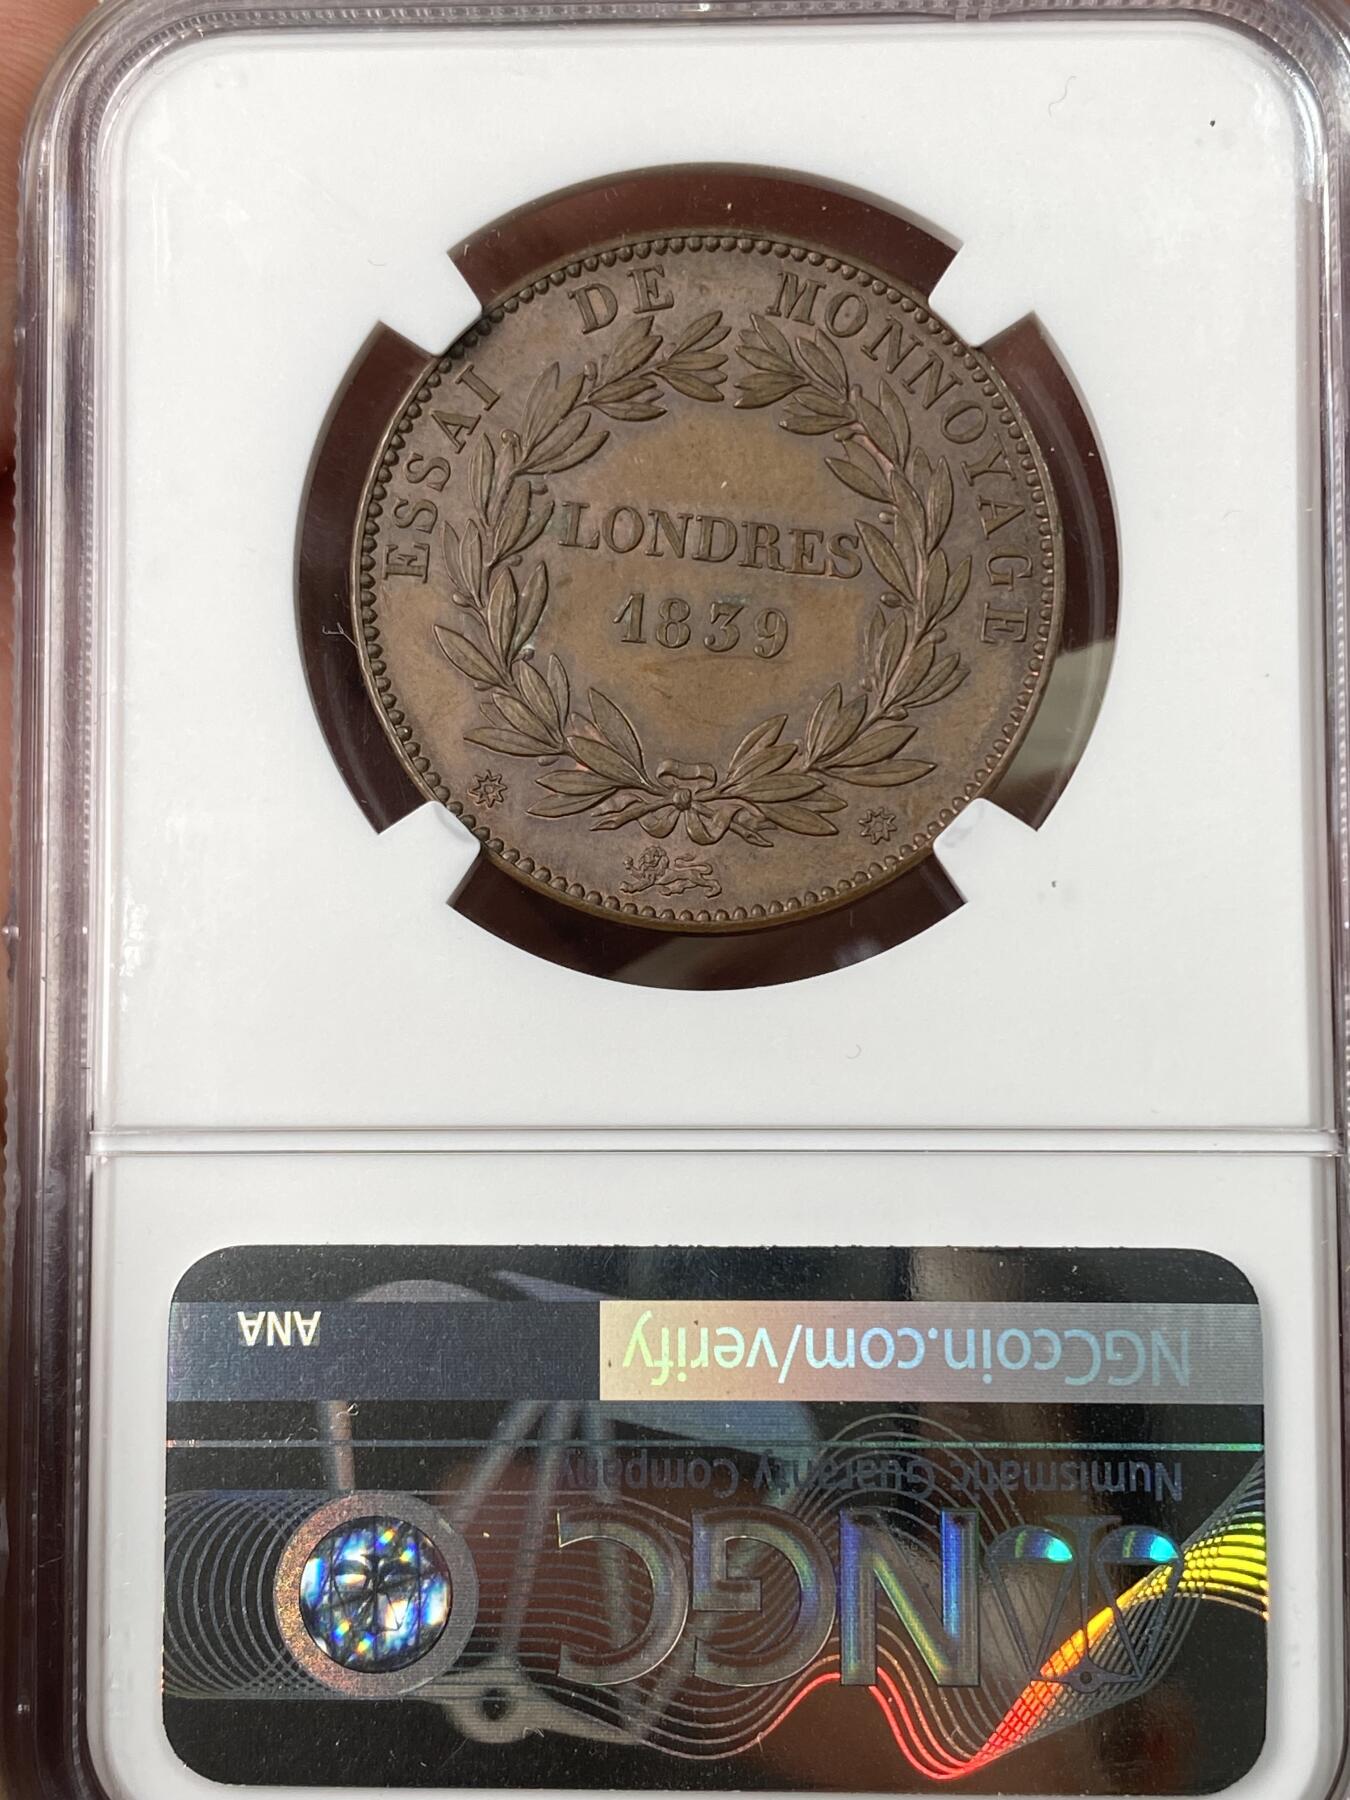 ESSAI DE MONNOYAGE
LONDRES
1839
ANA
NGCcoin.com/verify
Numismatic Guaranty Company
NGC